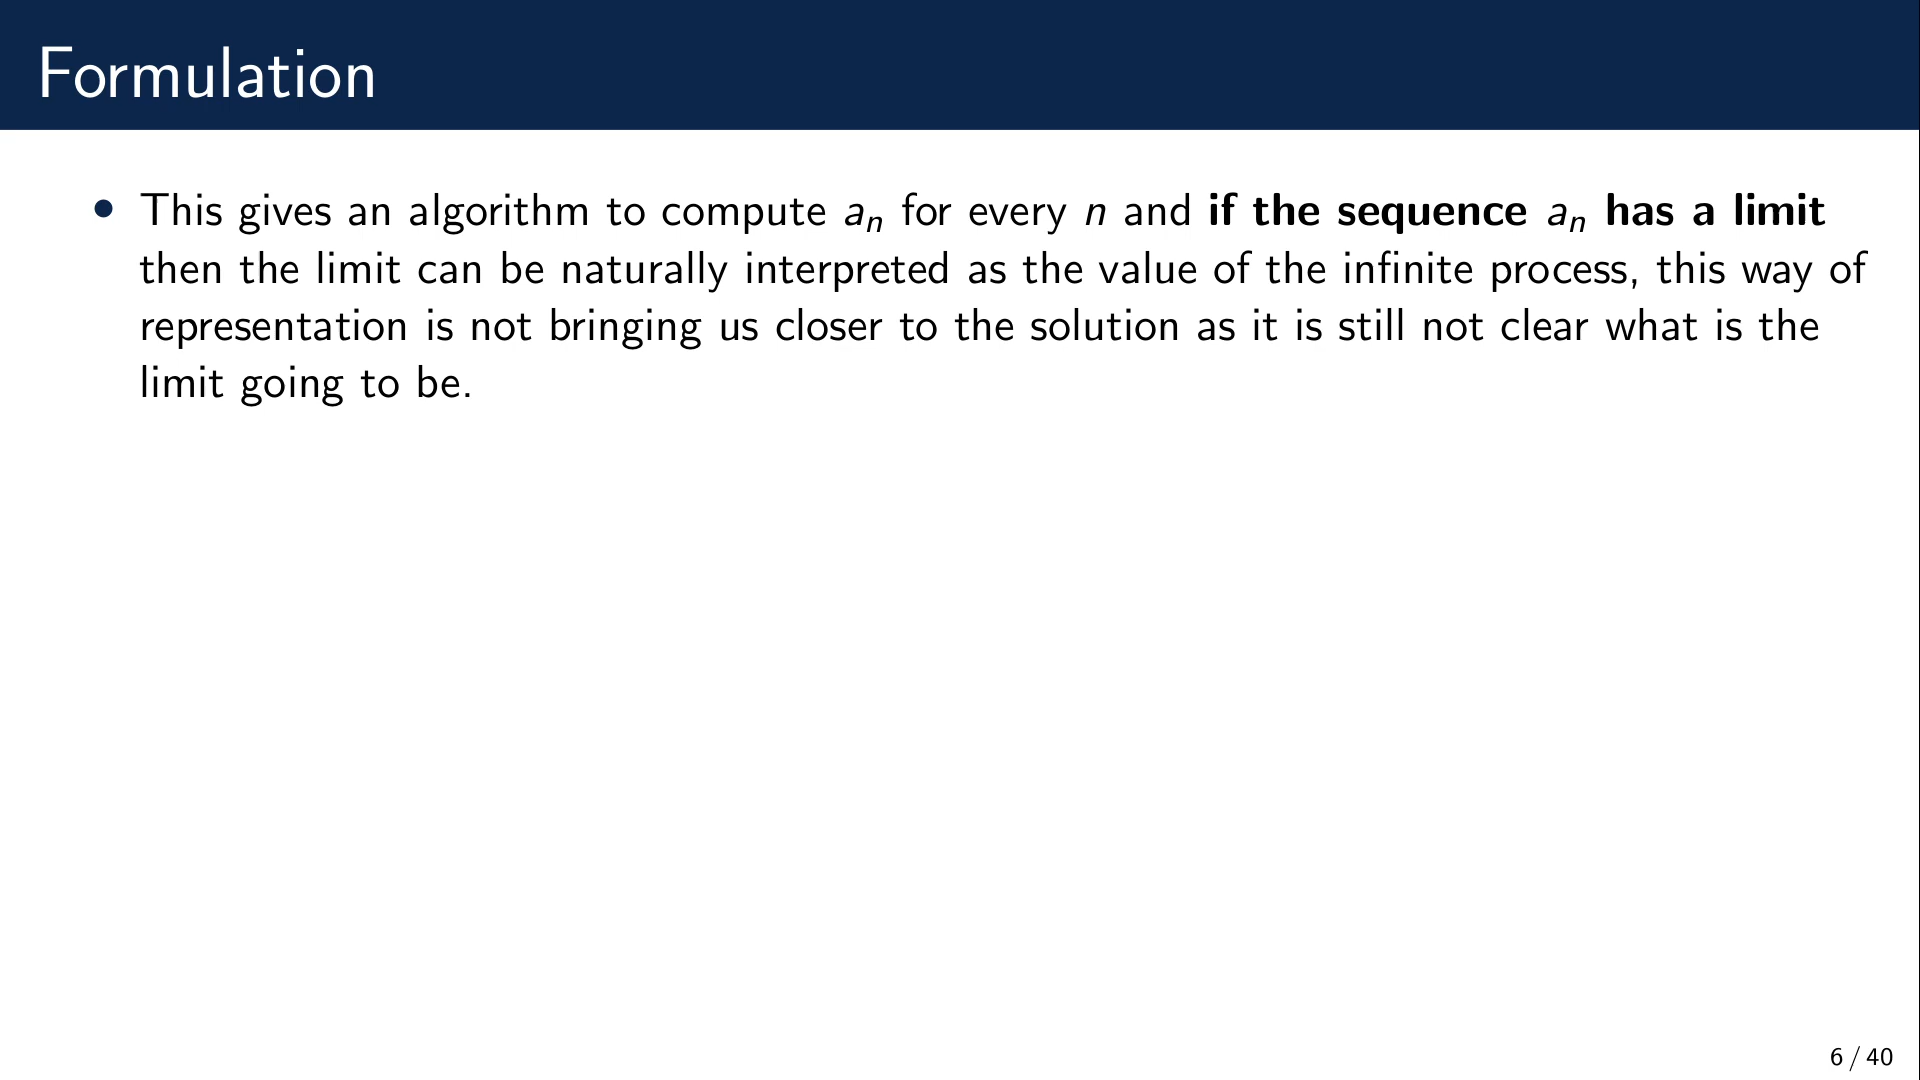 Formulation
• This gives an algorithm to compute aₙ for every n and if the sequence aₙ has a limit
then the limit can be naturally interpreted as the value of the infinite process, this way of
representation is not bringing us closer to the solution as it is still not clear what is the
limit going to be.
6 / 40